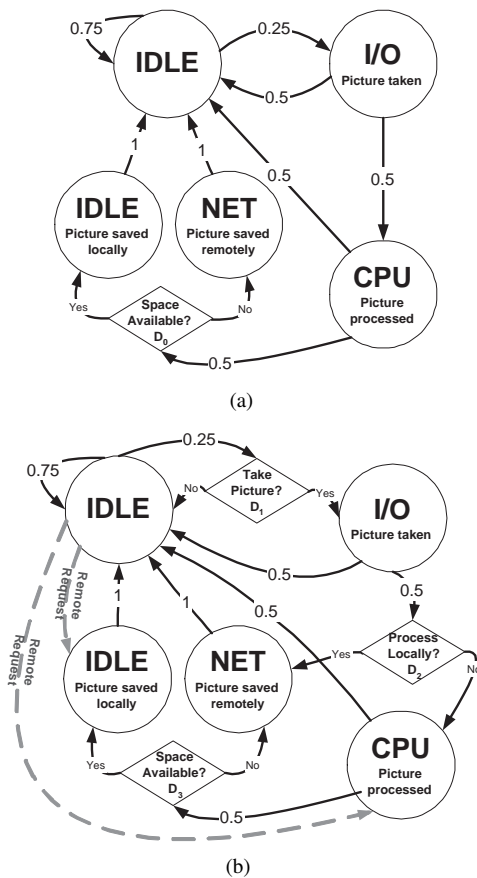 0.75
IDLE
0.25
I/O
Picture taken
0.5
1
1
0.5
0.5
IDLE
Picture saved
locally
NET
Picture saved
remotely
CPU
Picture
processed
Yes
Space
Available?
D0
No
0.5
(a)
0.25
0.75
IDLE
No
Take
Picture?
D1
Yes
I/O
Picture taken
Remote
Request
Remote
Request
0.5
0.5
1
1
0.5
IDLE
Picture saved
locally
NET
Picture saved
remotely
Yes
Process
Locally?
D2
No
CPU
Picture
processed
Yes
Space
Available?
D3
No
0.5
(b)